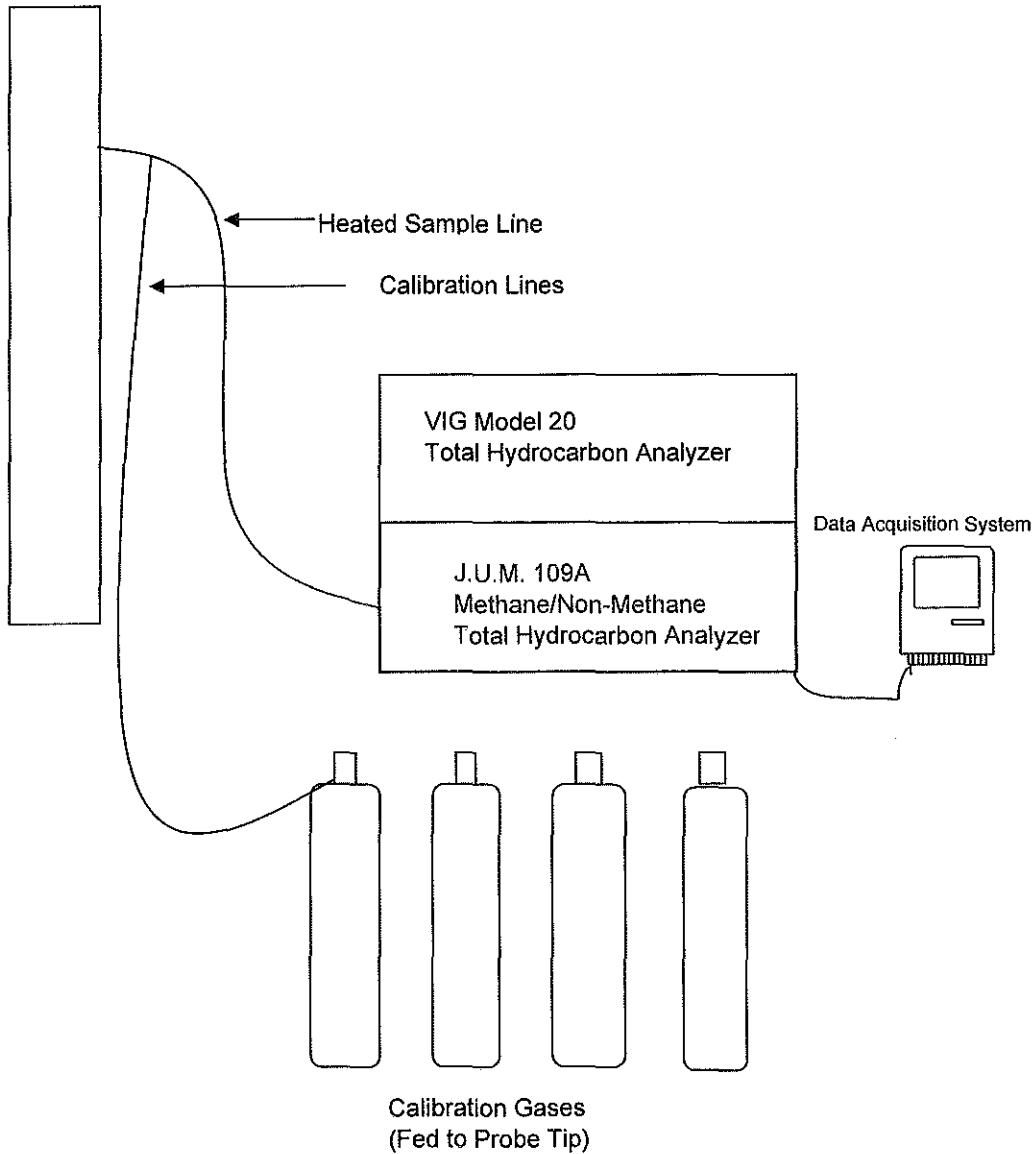 Heated Sample Line
Calibration Lines
VIG Model 20
Total Hydrocarbon Analyzer
Data Acquisition System
J.U.M. 109A
Methane/Non-Methane
Total Hydrocarbon Analyzer
Calibration Gases
(Fed to Probe Tip)